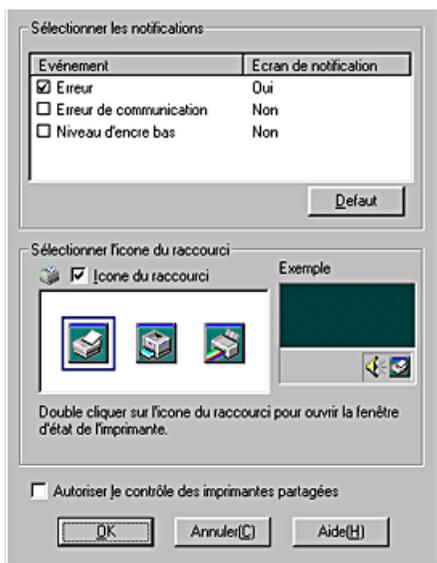 Sélectionner les notifications
Evénement Ecran de notification
Erreur Oui
Erreur de communication Non
Niveau d'encre bas Non
Defaut
Sélectionner l'icone du raccourci
Icone du raccourci
Exemple
Double cliquer sur l'icone du raccourci pour ouvrir la fenêtre
d'état de l'imprimante.
Autoriser le contrôle des imprimantes partagées
OK Annuler(C) Aide(H)